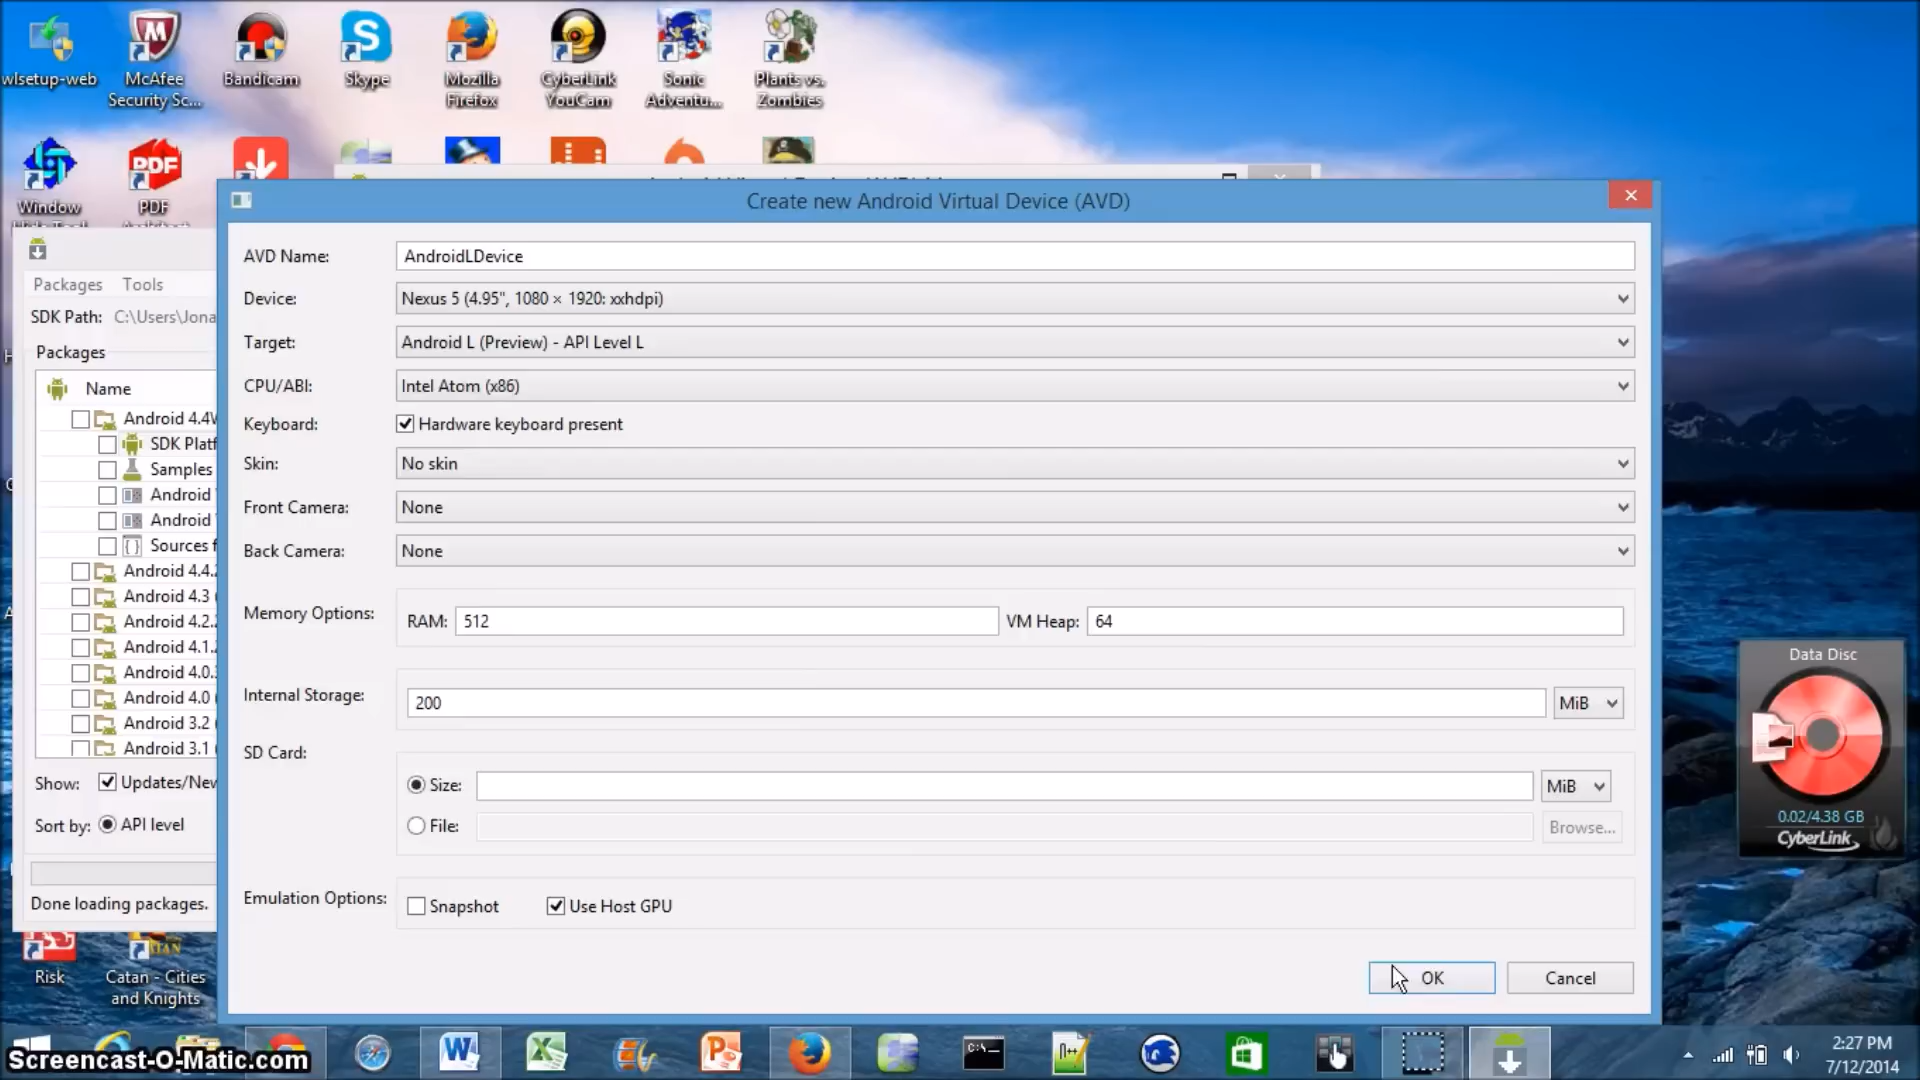 wlsetup-web
McAfee
Security Sc...
Bandicam
Skype
Mozilla
Firefox
CyberLink
YouCam
Sonic
Adventu...
Plants vs.
Zombies
Window
PDF
Create new Android Virtual Device (AVD)
Packages Tools
SDK Path: C:\Users\Jona
Packages
Name
Android 4.4W
SDK Platf
Samples
Android
Android
Sources f
Android 4.4.2
Android 4.3
Android 4.2.2
Android 4.1.2
Android 4.0.3
Android 4.0
Android 3.2
Android 3.1
Show: Updates/New
Sort by: API level
Done loading packages.
AVD Name: AndroidLDevice
Device: Nexus 5 (4.95", 1080 × 1920: xxhdpi)
Target: Android L (Preview) - API Level L
CPU/ABI: Intel Atom (x86)
Keyboard: Hardware keyboard present
Skin: No skin
Front Camera: None
Back Camera: None
Memory Options: RAM: 512 VM Heap: 64
Internal Storage: 200 MiB
SD Card:
Size: MiB
File: Browse...
Emulation Options: Snapshot Use Host GPU
OK Cancel
Data Disc
0.02/4.38 GB
CyberLink
Risk
Catan - Cities
and Knights
Screencast-O-Matic.com
2:27 PM
7/12/2014